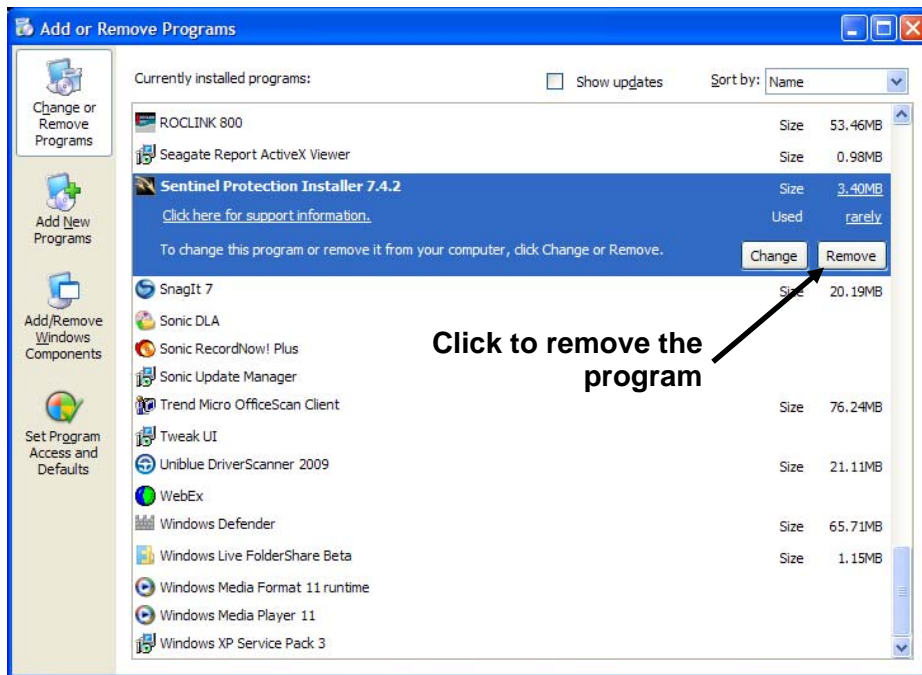 Add or Remove Programs
Change or
Remove
Programs
Add New
Programs
Add/Remove
Windows
Components
Set Program
Access and
Defaults
Currently installed programs:
Show updates
Sort by: Name
ROCLINK 800 Size 53.46MB
Seagate Report ActiveX Viewer Size 0.98MB
Sentinel Protection Installer 7.4.2 Size 3.40MB
Click here for support information. Used rarely
To change this program or remove it from your computer, click Change or Remove. Change Remove
SnagIt 7 Size 20.19MB
Sonic DLA
Sonic RecordNow! Plus
Sonic Update Manager
Trend Micro OfficeScan Client Size 76.24MB
Tweak UI
Uniblue DriverScanner 2009 Size 21.11MB
WebEx
Windows Defender Size 65.71MB
Windows Live FolderShare Beta Size 1.15MB
Windows Media Format 11 runtime
Windows Media Player 11
Windows XP Service Pack 3
Click to remove the
program